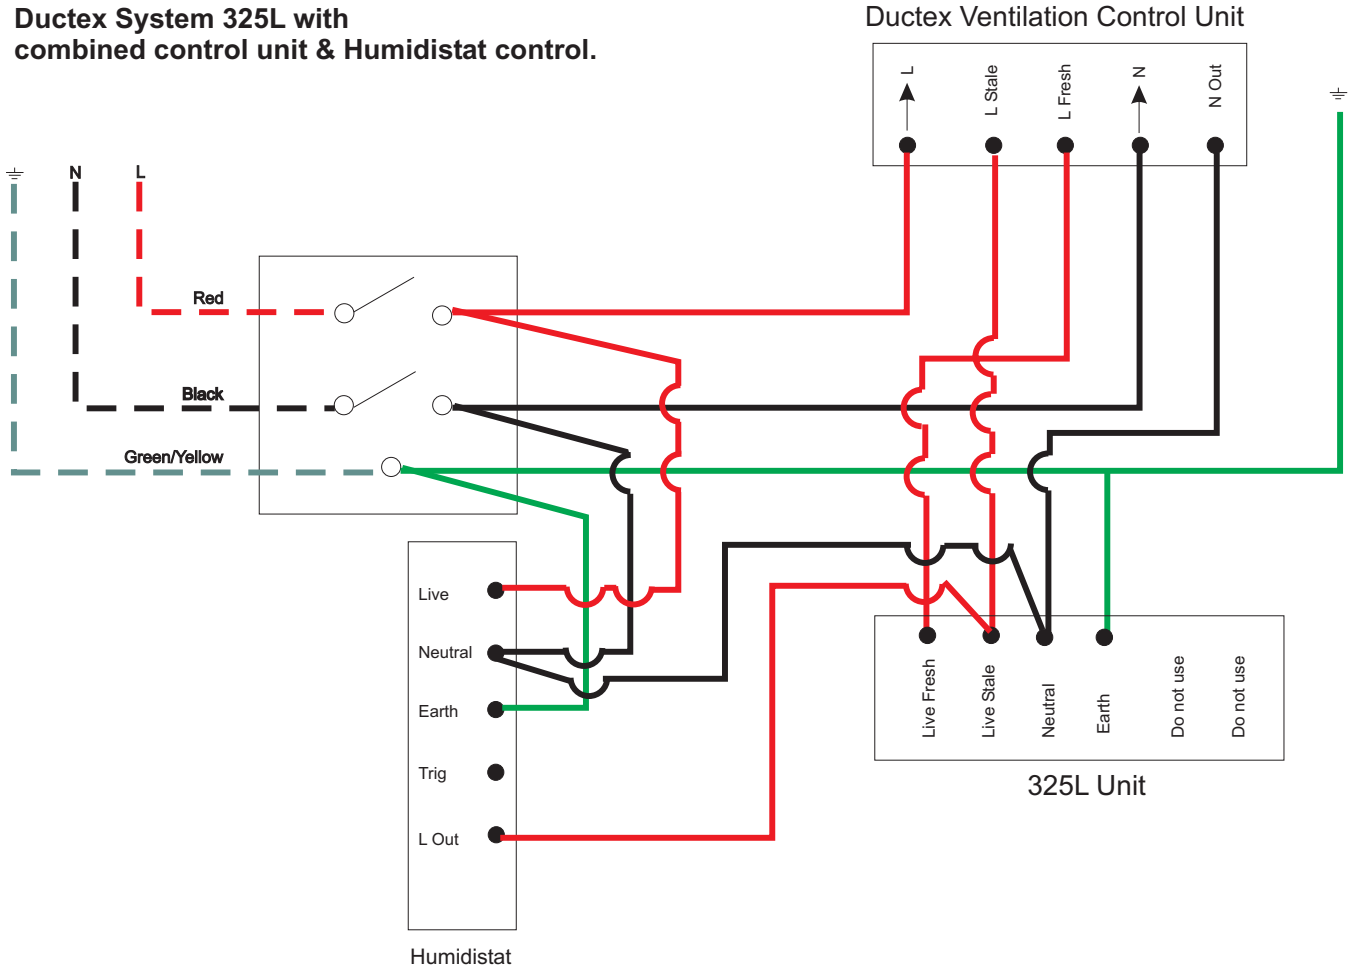 Ductex System 325L with
combined control unit & Humidistat control.
Ductex Ventilation Control Unit
L
L Stale
L Fresh
N
N Out
N
L
Red
Black
Green/Yellow
Live
Neutral
Earth
Trig
L Out
Humidistat
Live Fresh
Live Stale
Neutral
Earth
Do not use
Do not use
325L Unit